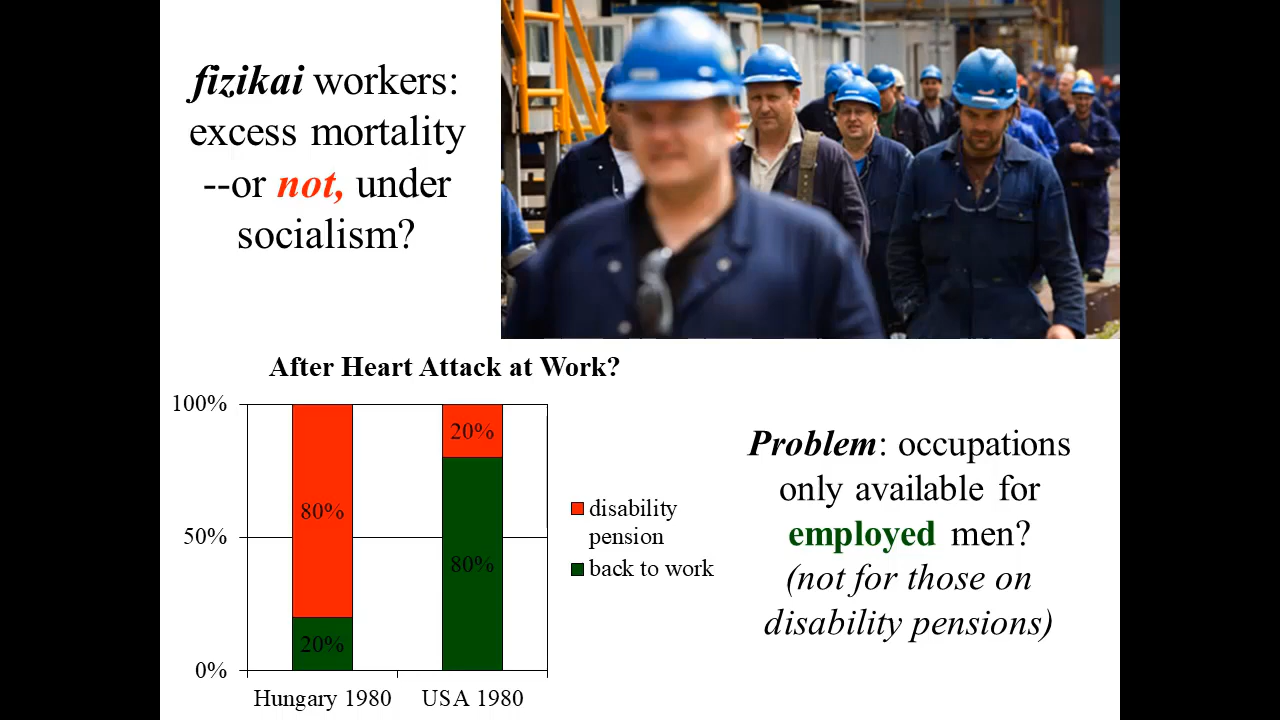 fizikai workers:
excess mortality
--or not, under
socialism?
After Heart Attack at Work?
100%
50%
0%
80%
20%
20%
80%
Hungary 1980
USA 1980
disability
pension
back to work
Problem: occupations
only available for
employed men?
(not for those on
disability pensions)